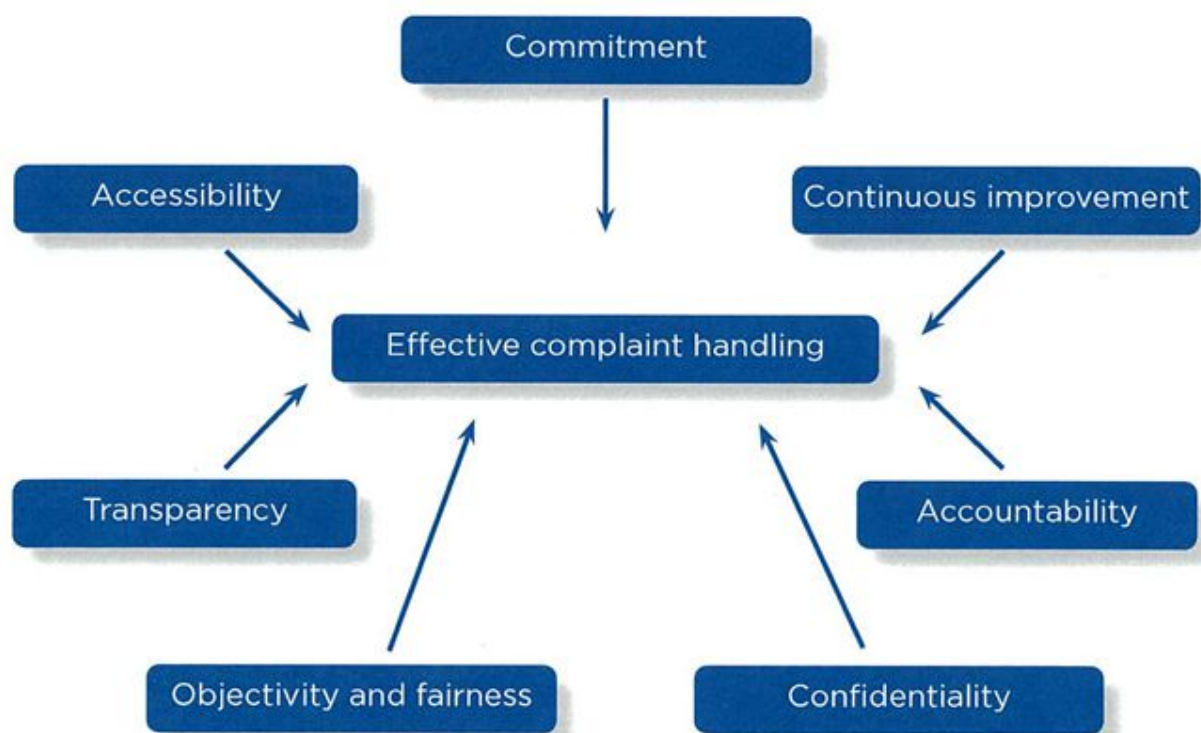 Commitment
Accessibility
Continuous improvement
Effective complaint handling
Transparency
Accountability
Objectivity and fairness
Confidentiality